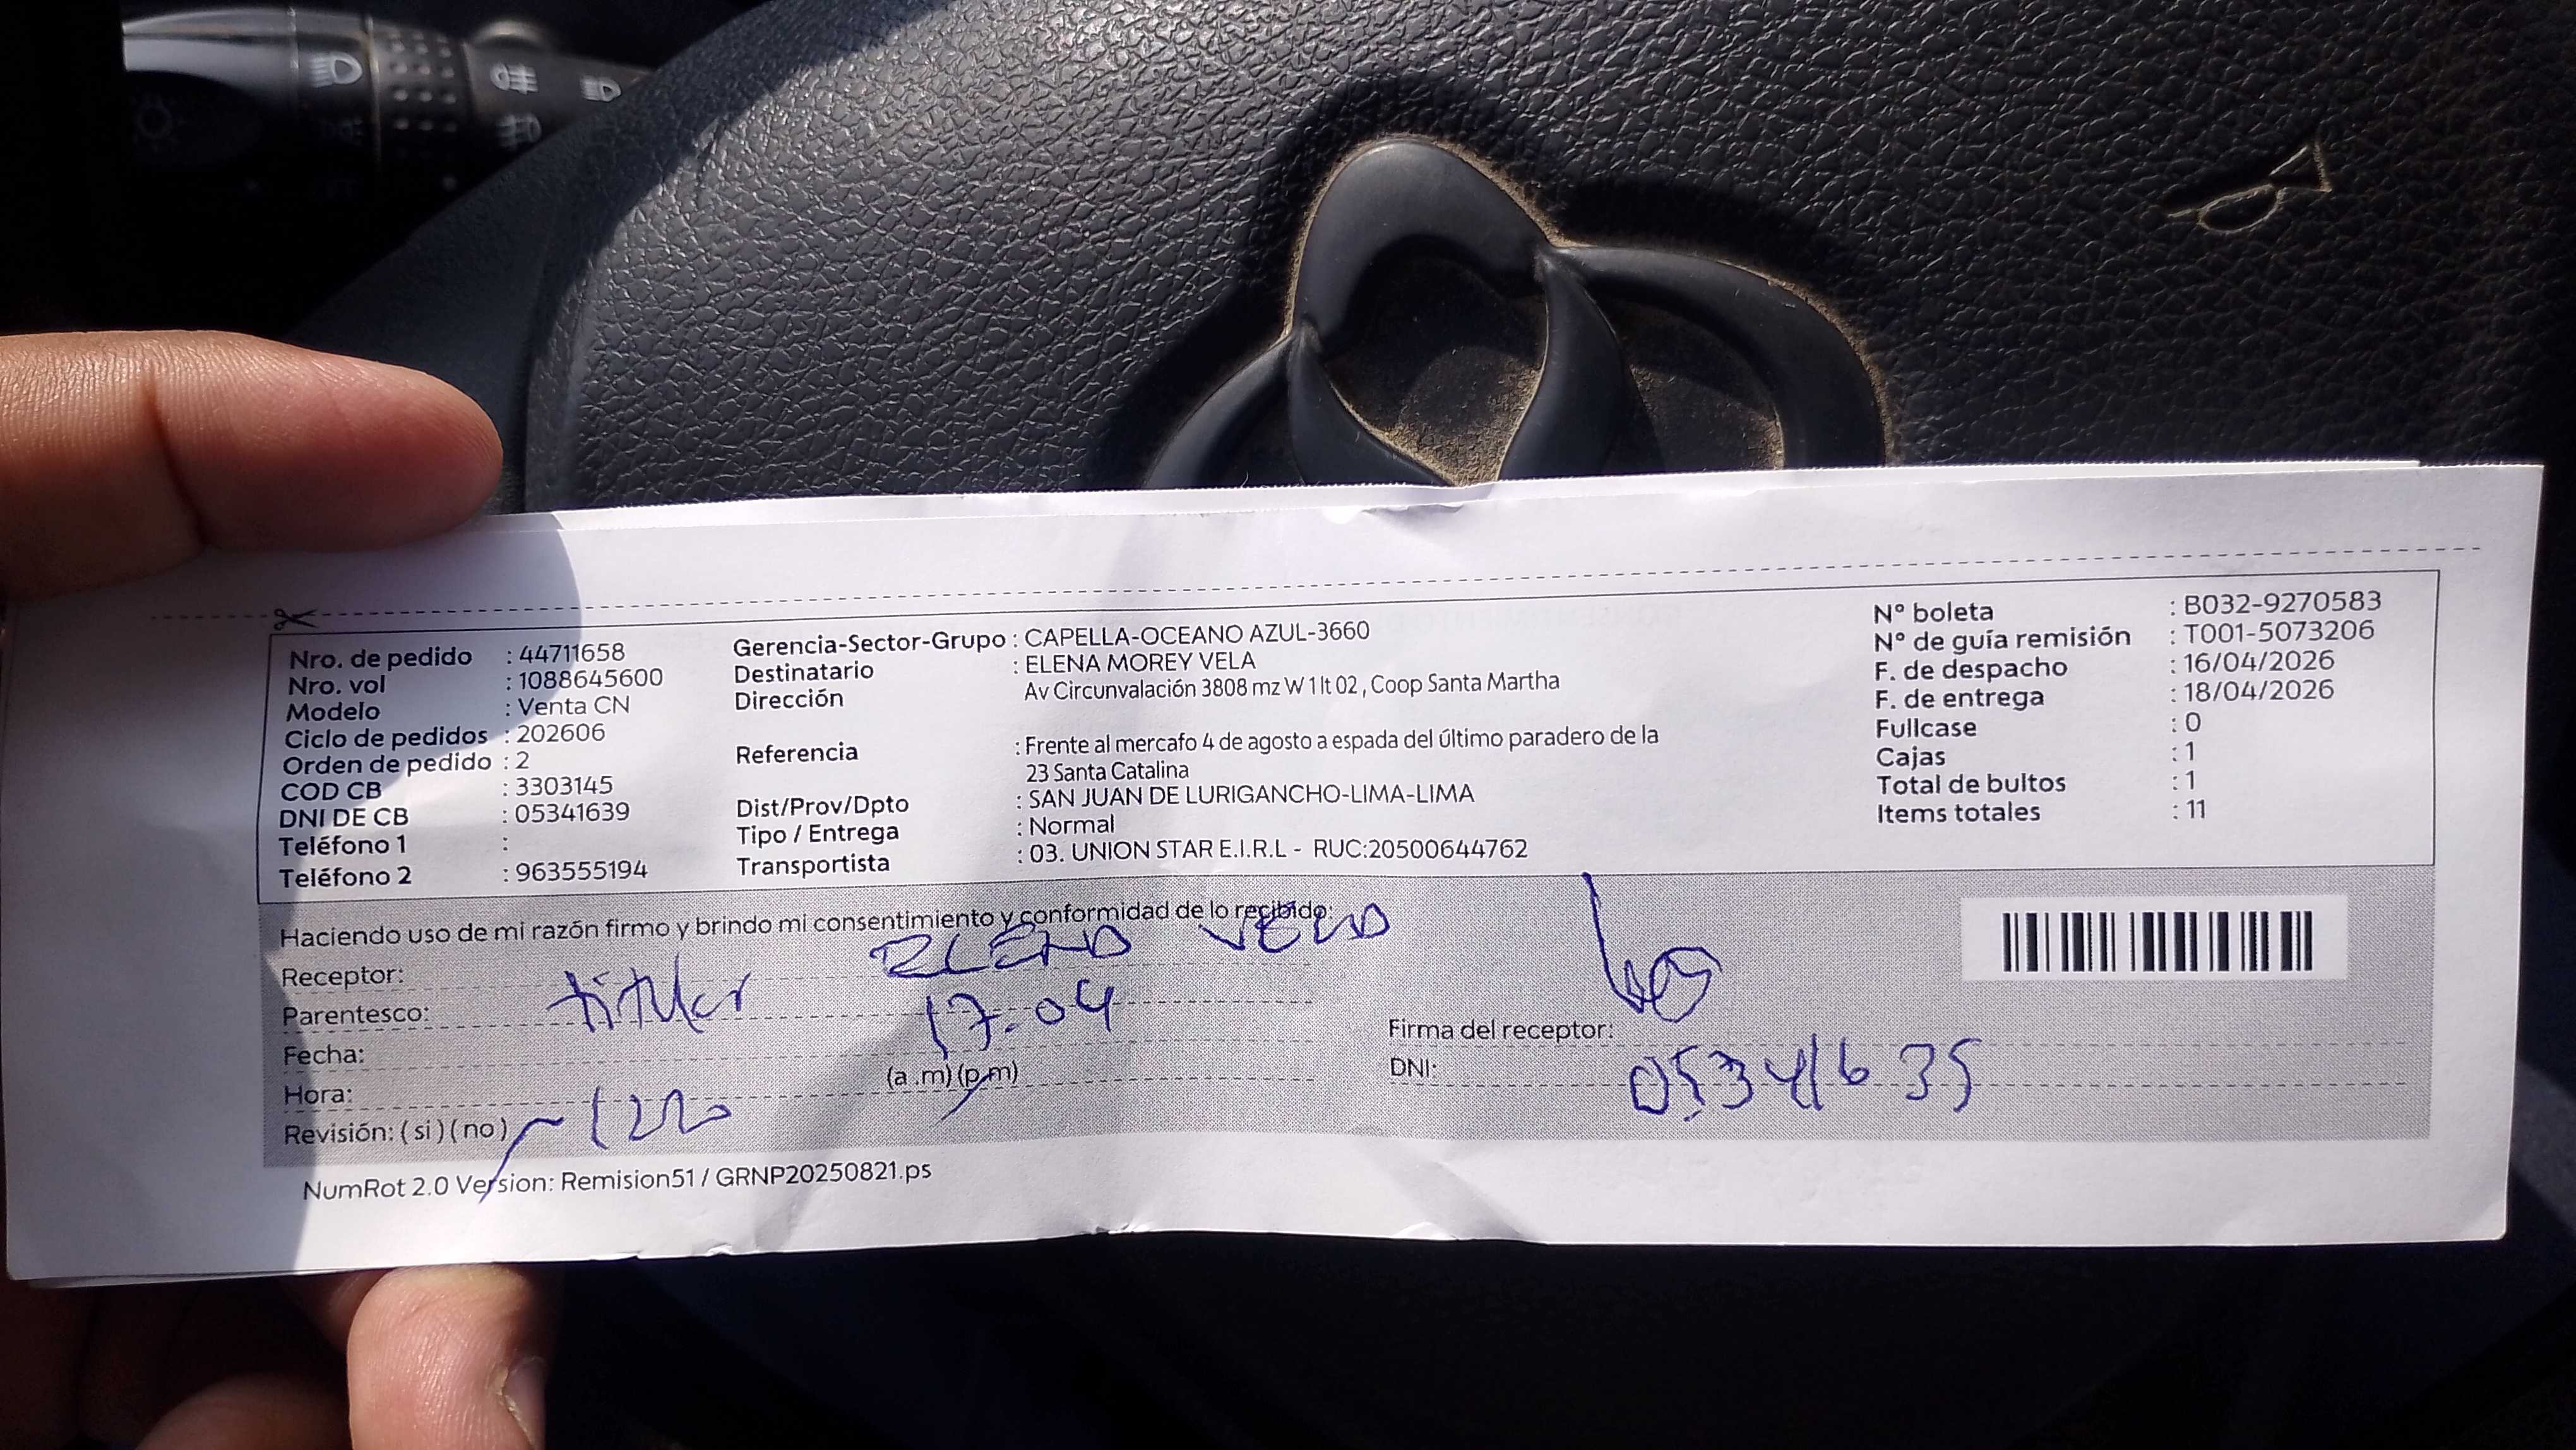 Nro. de pedido : 44711658
Nro. vol : 1088645600
Modelo : Venta CN
Ciclo de pedidos : 202606
Orden de pedido : 2
COD CB : 3303145
DNI DE CB : 05341639
Teléfono 1 :
Teléfono 2 : 963555194
Gerencia-Sector-Grupo : CAPELLA-OCEANO AZUL-3660
Destinatario : ELENA MOREY VELA
Dirección Av Circunvalación 3808 mz W 1 lt 02 , Coop Santa Martha
Referencia : Frente al mercafo 4 de agosto a espada del último paradero de la
23 Santa Catalina
Dist/Prov/Dpto : SAN JUAN DE LURIGANCHO-LIMA-LIMA
Tipo / Entrega : Normal
Transportista : 03. UNION STAR E.I.R.L - RUC:20500644762
N° boleta : B032-9270583
N° de guía remisión : T001-5073206
F. de despacho : 16/04/2026
F. de entrega : 18/04/2026
Fullcase : 0
Cajas : 1
Total de bultos : 1
Items totales : 11
Haciendo uso de mi razón firmo y brindo mi consentimiento y conformidad de lo recibido:
Receptor: ELENA VELA
Parentesco: titular
Fecha: 17-04
Hora: (a .m) (p.m)
Revisión: ( si ) ( no )
Firma del receptor:
DNI: 05341639
NumRot 2.0 Version: Remision51 / GRNP20250821.ps